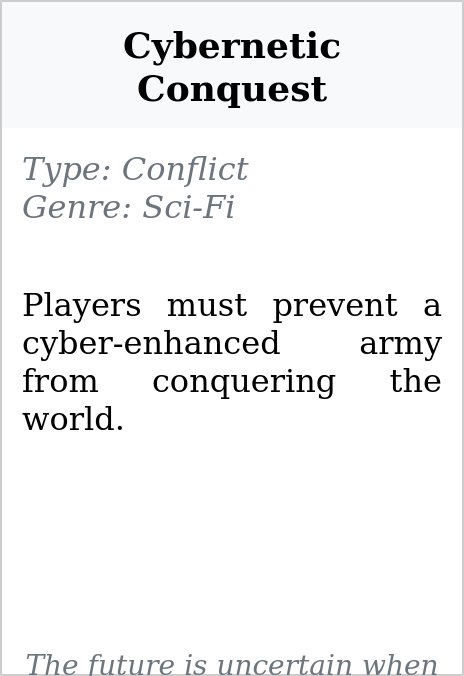 Cybernetic
Conquest
Type: Conflict
Genre: Sci-Fi
Players must prevent a
cyber-enhanced army
from conquering the
world.
The future is uncertain when